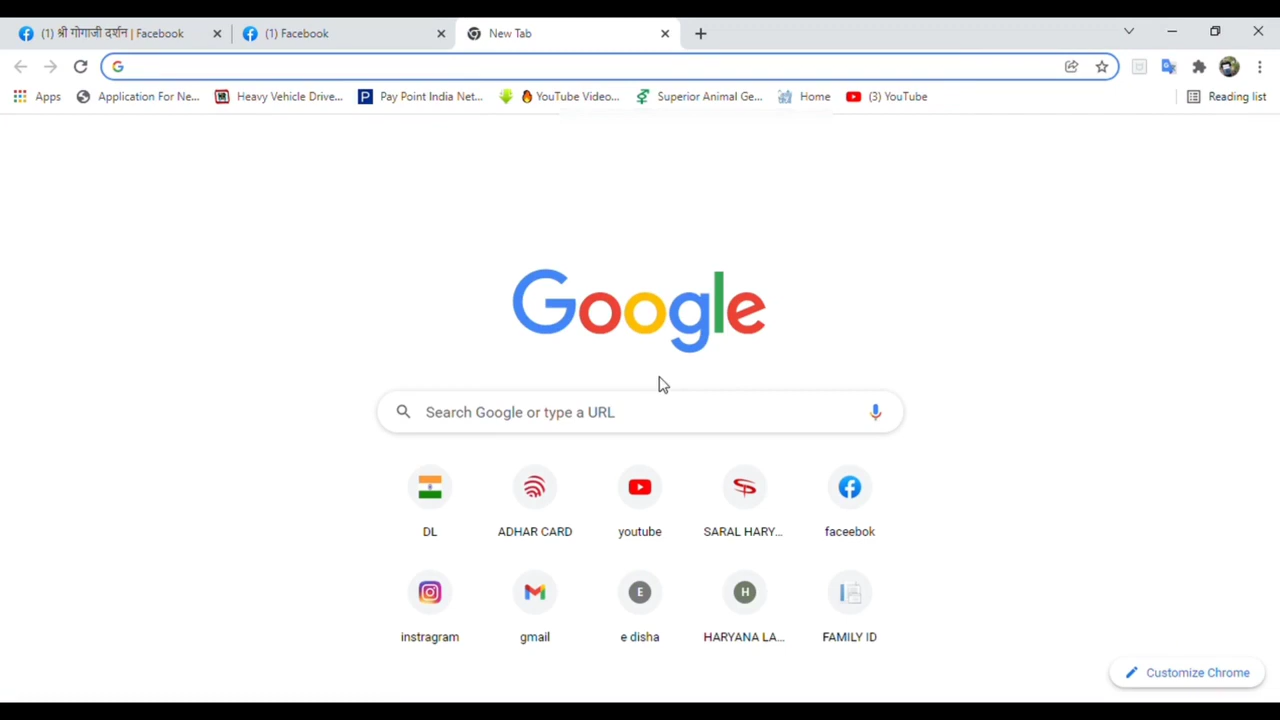 (1) श्री गोगाजी दर्शन | Facebook (1) Facebook New Tab
Apps Application For Ne... Heavy Vehicle Drive... Pay Point India Net... YouTube Video... Superior Animal Ge... Home (3) YouTube Reading list
Google
Search Google or type a URL
DL ADHAR CARD youtube SARAL HARY... faceebok
E H
instragram gmail e disha HARYANA LA... FAMILY ID
Customize Chrome